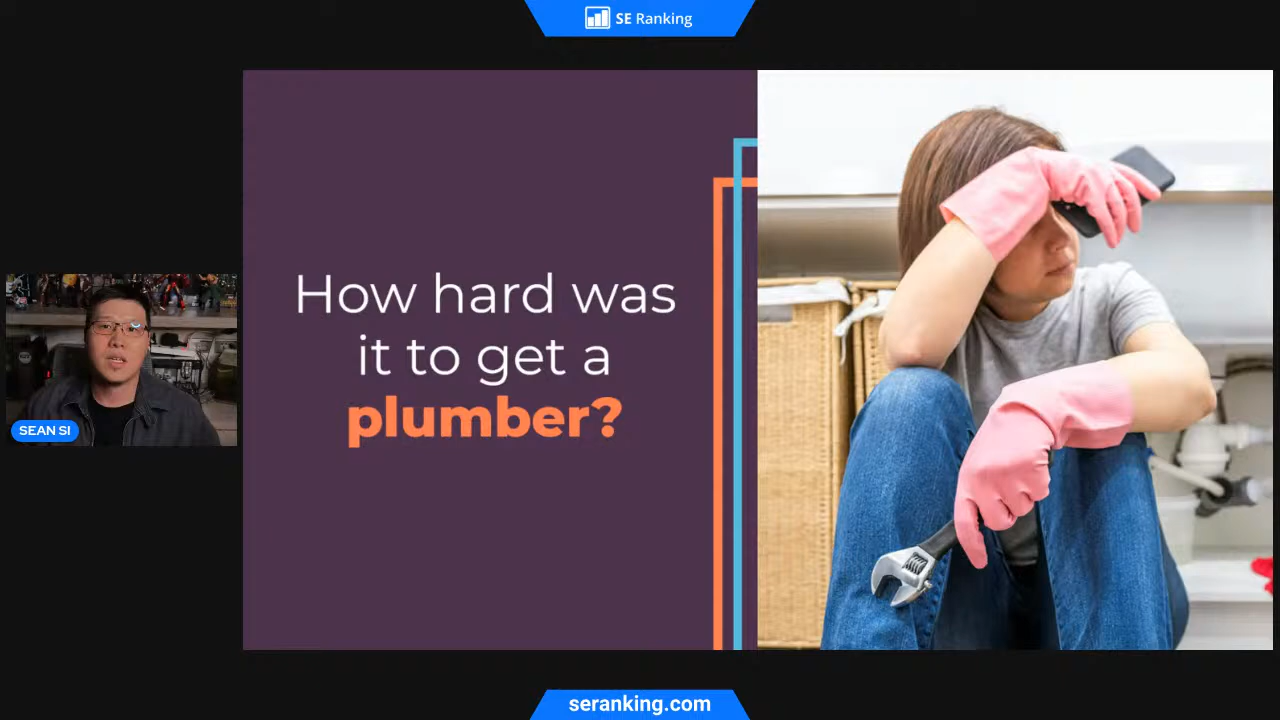 SE Ranking
How hard was
it to get a
plumber?
SEAN SI
seranking.com